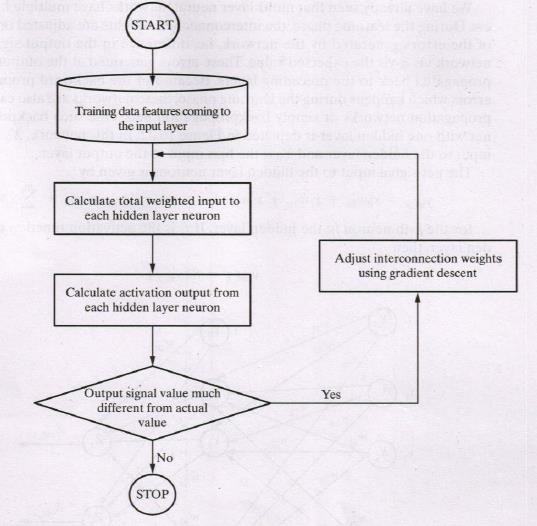 START
Training data features coming to
the input layer
Calculate total weighted input to
each hidden layer neuron
Adjust interconnection weights
using gradient descent
Calculate activation output from
each hidden layer neuron
Output signal value much
different from actual
value
Yes
No
STOP